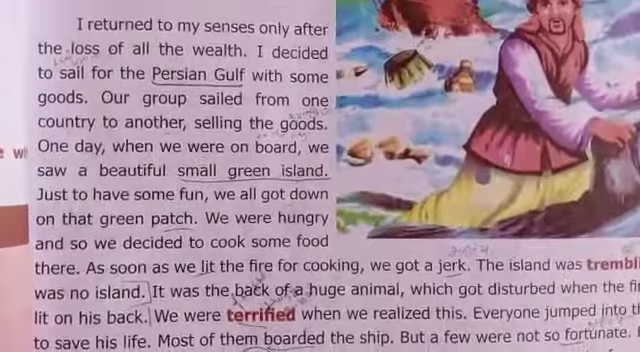 I returned to my senses only after
the loss of all the wealth. I decided
to sail for the Persian Gulf with some
goods. Our group sailed from one
country to another, selling the goods.
One day, when we were on board, we
saw a beautiful small green island.
Just to have some fun, we all got down
on that green patch. We were hungry
and so we decided to cook some food
there. As soon as we lit the fire for cooking, we got a jerk. The island was trembli
was no island. It was the back of a huge animal, which got disturbed when the fi
lit on his back. We were terrified when we realized this. Everyone jumped into t
to save his life. Most of them boarded the ship. But a few were not so fortunate.